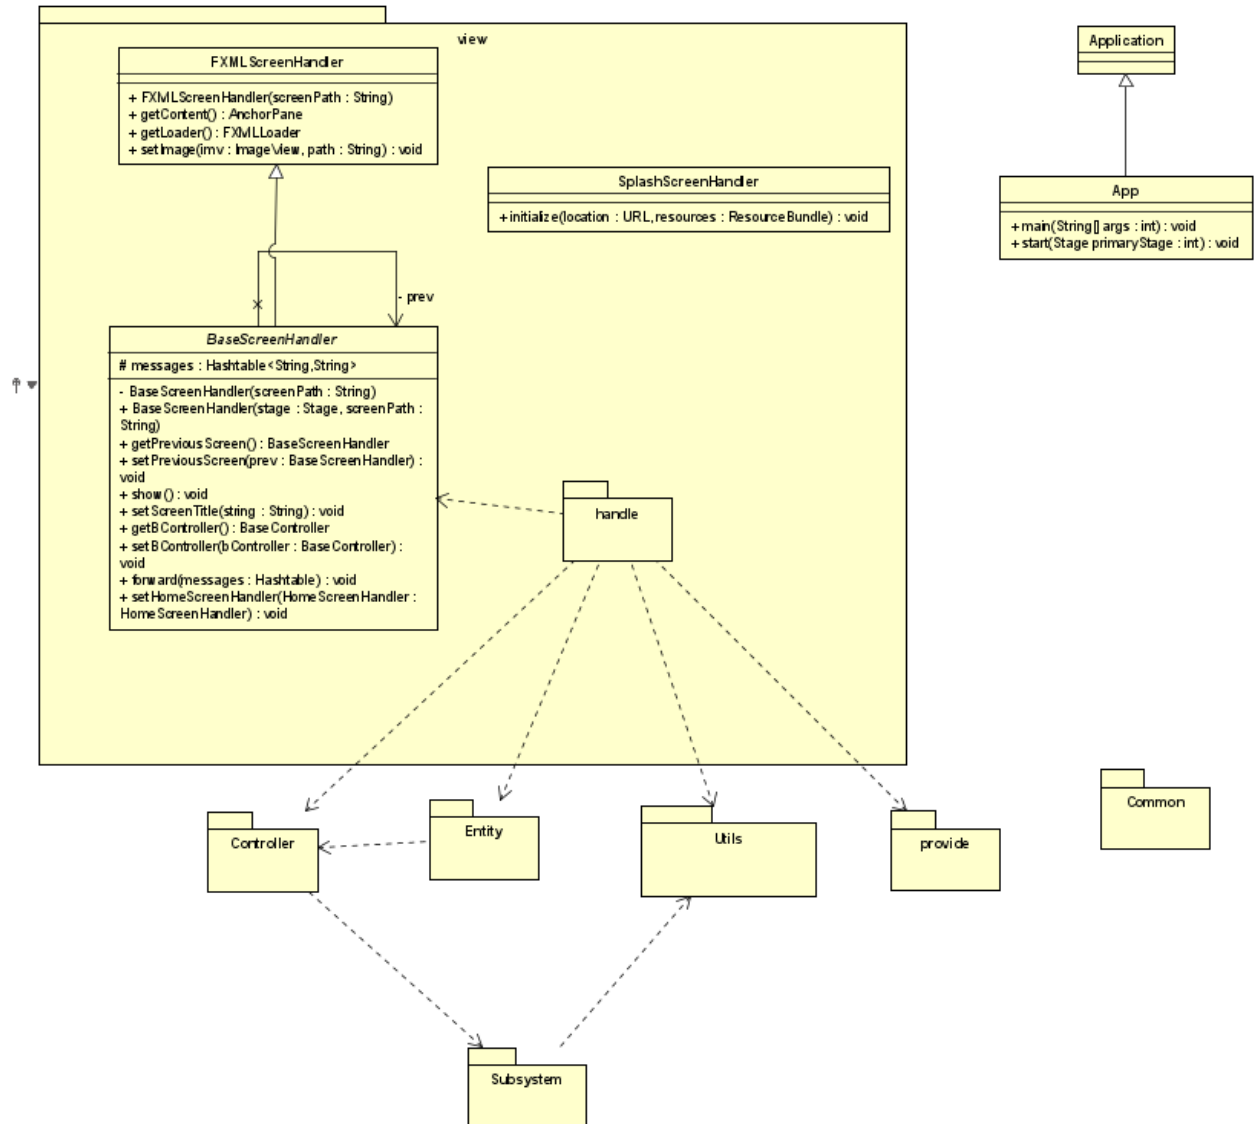 view
FXMLScreenHandler
+ FXMLScreenHandler(screenPath : String)
+ getContent() : AnchorPane
+ getLoader() : FXMLLoader
+ setImage(imv : ImageView, path : String) : void
SplashScreenHandler
+initialize(location : URL,resources : ResourceBundle) : void
Application
App
+main(String[] args : int) : void
+start(Stage primaryStage : int) : void
- prev
BaseScreenHandler
# messages : Hashtable<String,String>
- BaseScreenHandler(screenPath : String)
+ BaseScreenHandler(stage : Stage, screenPath :
String)
+ getPreviousScreen() : BaseScreenHandler
+ setPreviousScreen(prev : BaseScreenHandler) :
void
+ show() : void
+ setScreenTitle(string : String) : void
+ getBController() : BaseController
+ setBController(bController : BaseController) :
void
+ forward(messages : Hashtable) : void
+ setHomeScreenHandler(HomeScreenHandler :
HomeScreenHandler) : void
handle
Controller
Entity
Utils
provide
Common
Subsystem